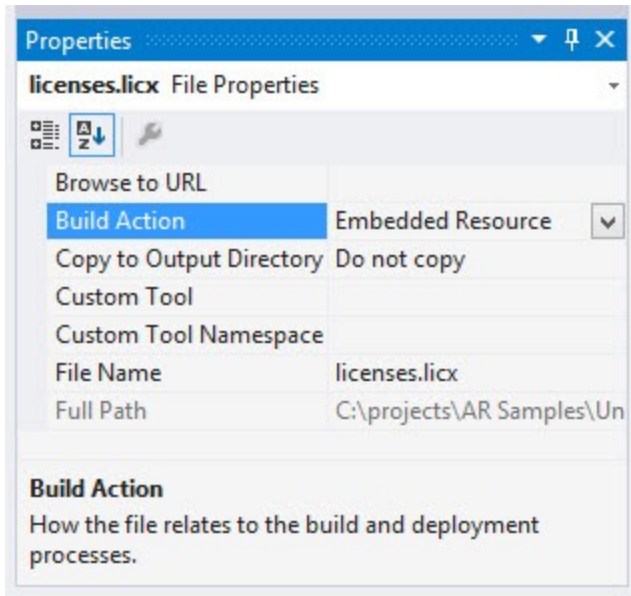 Properties
licenses.licx File Properties
Browse to URL
Build Action Embedded Resource
Copy to Output Directory Do not copy
Custom Tool
Custom Tool Namespace
File Name licenses.licx
Full Path C:\projects\AR Samples\Un
Build Action
How the file relates to the build and deployment
processes.